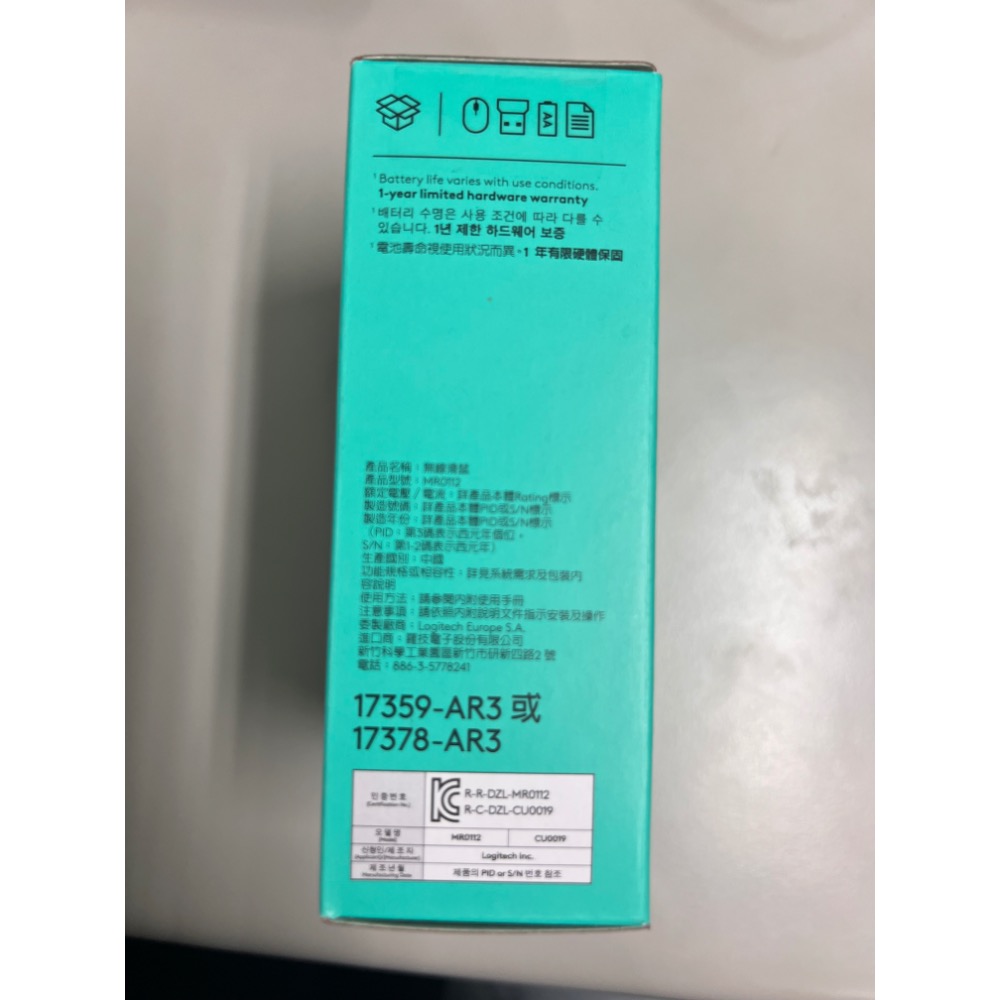 ¹ Battery life varies with use conditions.
1-year limited hardware warranty
¹ 배터리 수명은 사용 조건에 따라 다를 수
있습니다. 1년 제한 하드웨어 보증
¹ 電池壽命視使用狀況而異。1 年有限硬體保固
產品名稱：無線滑鼠
產品型號：MR0112
額定電壓 / 電流：詳產品本體Rating標示
製造號碼：詳產品本體PID或S/N標示
製造年份：詳產品本體PID或S/N標示
（PID：第3碼表示西元年個位，
S/N：第1-2碼表示西元年）
生產國別：中國
功能規格或相容性：詳見系統需求及包裝內
容說明
使用方法：請參閱內附使用手冊
注意事項：請依照內附說明文件指示安裝及操作
委製廠商：Logitech Europe S.A.
進口商：羅技電子股份有限公司
新竹科學工業園區新竹市研新四路2 號
電話：886-3-5778241
17359-AR3 或
17378-AR3
인증번호
(Certification No.)
R-R-DZL-MR0112
R-C-DZL-CU0019
모델명
(Model)
MR0112
CU0019
신청인/제조자
Logitech Inc.
제조년월
Manufacturing Date
제품의 PID or S/N 번호 참조